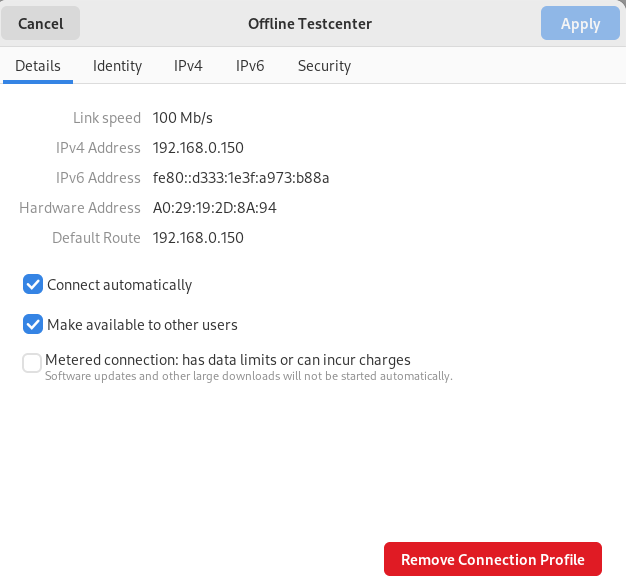 Cancel
Offline Testcenter
Apply
Details
Identity
IPv4
IPv6
Security
Link speed 100 Mb/s
IPv4 Address 192.168.0.150
IPv6 Address fe80::d333:1e3f:a973:b88a
Hardware Address A0:29:19:2D:8A:94
Default Route 192.168.0.150
Connect automatically
Make available to other users
Metered connection: has data limits or can incur charges
Software updates and other large downloads will not be started automatically.
Remove Connection Profile